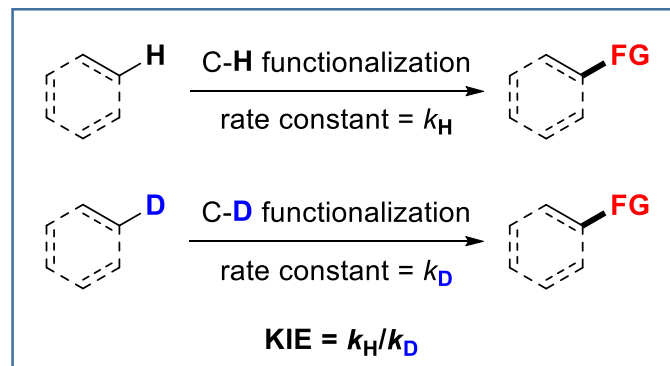 H
C-H functionalization
FG
rate constant = kH
D
C-D functionalization
FG
rate constant = kD
KIE = kH/kD